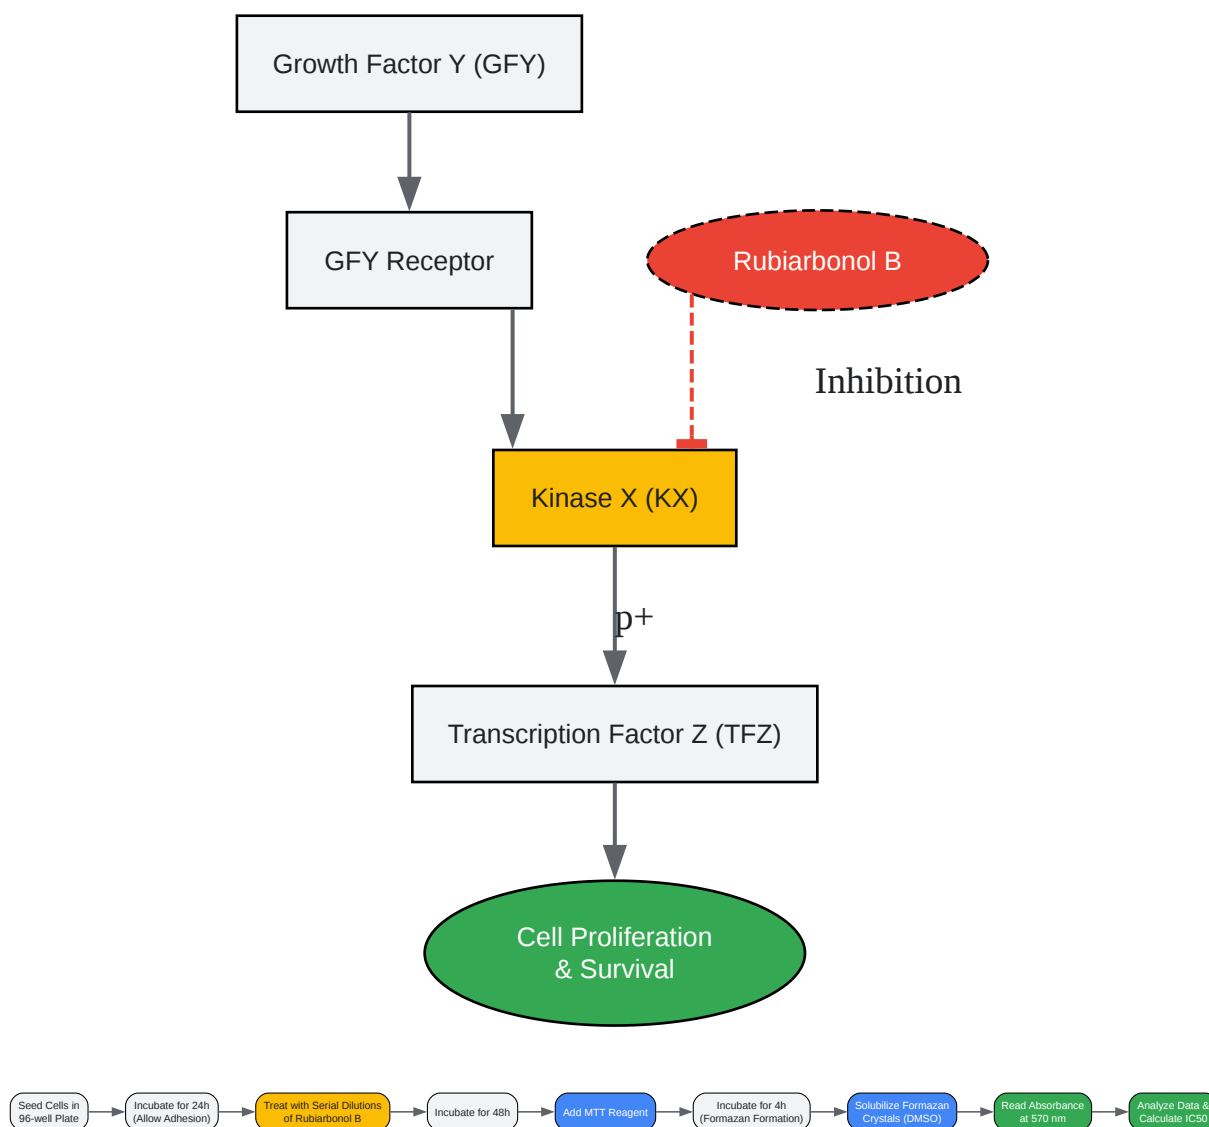 Growth Factor Y (GFY)
GFY Receptor
Rubiarbonol B
Inhibition
Kinase X (KX)
p+
Transcription Factor Z (TFZ)
Cell Proliferation
& Survival
Seed Cells in
96-well Plate
Incubate for 24h
(Allow Adhesion)
Treat with Serial Dilutions
of Rubiarbonol B
Incubate for 48h
Add MTT Reagent
Incubate for 4h
(Formazan Formation)
Solubilize Formazan
Crystals (DMSO)
Read Absorbance
at 570 nm
Analyze Data &
Calculate IC50